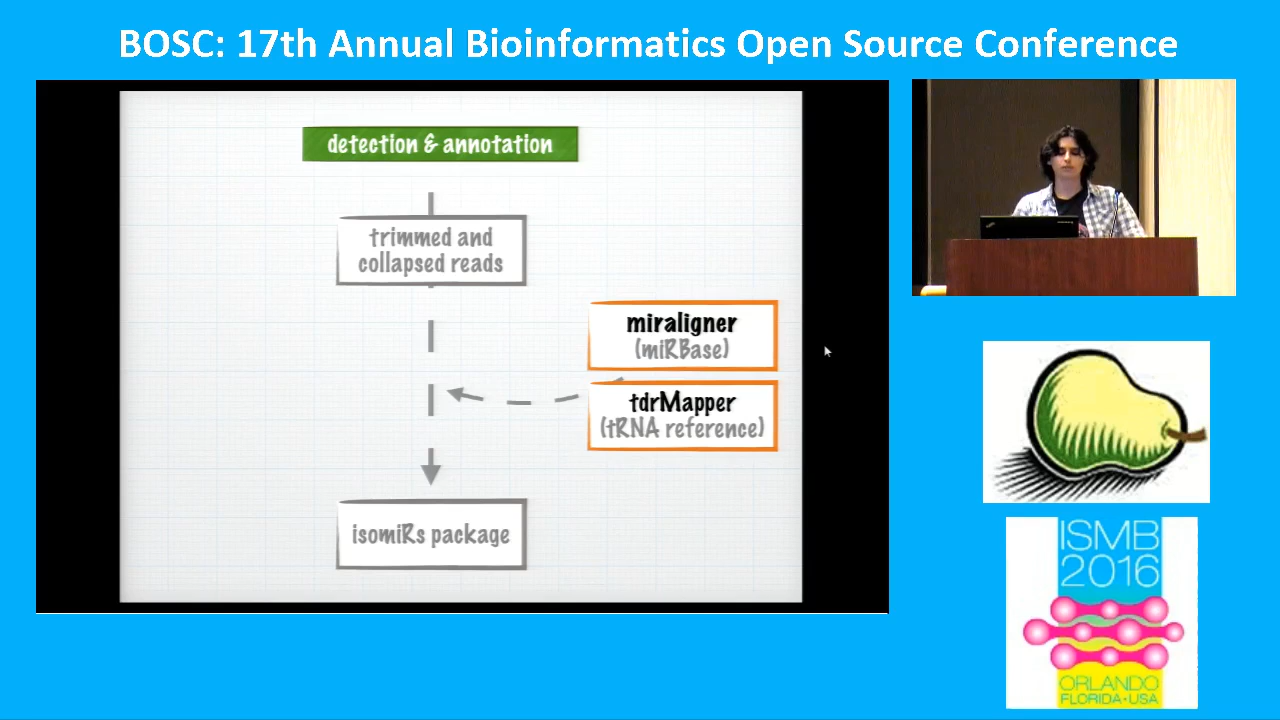 BOSC: 17th Annual Bioinformatics Open Source Conference
detection & annotation
trimmed and
collapsed reads
miraligner
(miRBase)
tdrMapper
(tRNA reference)
isomiRs package
ISMB
2016
ORLANDO
FLORIDA•USA